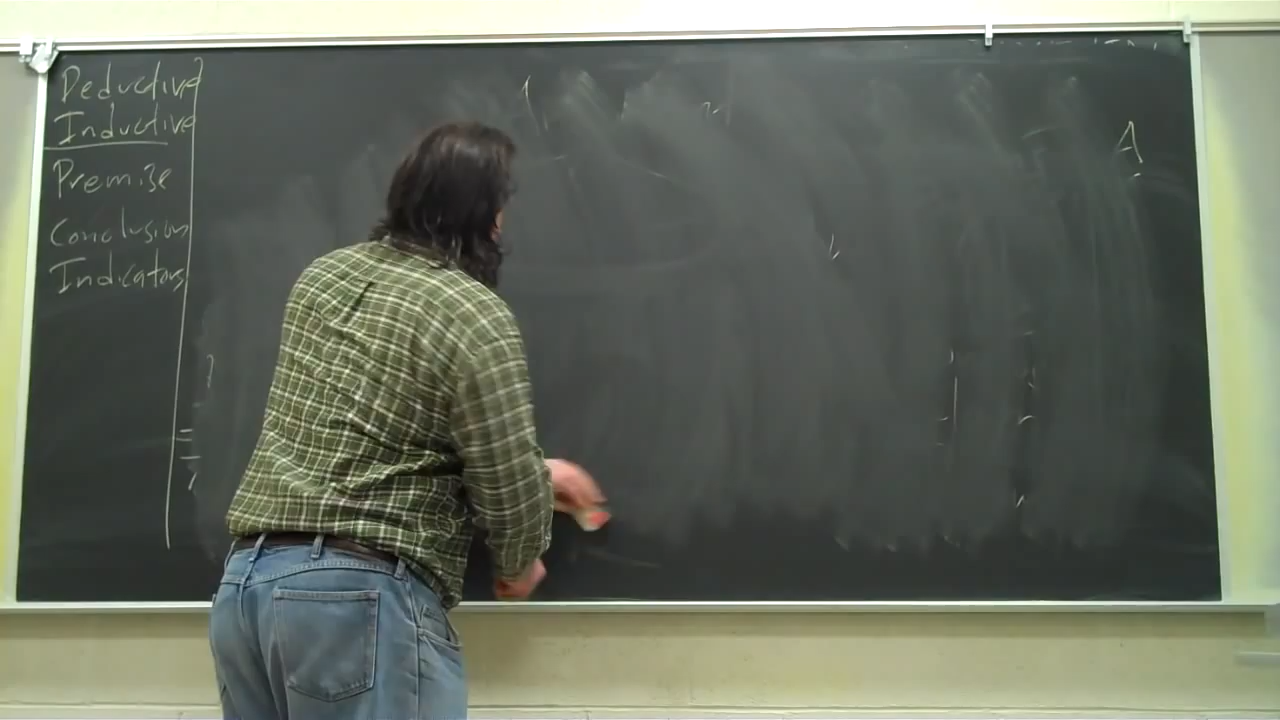 Deductive
Inductive
Premise
Conclusion
Indicators
A